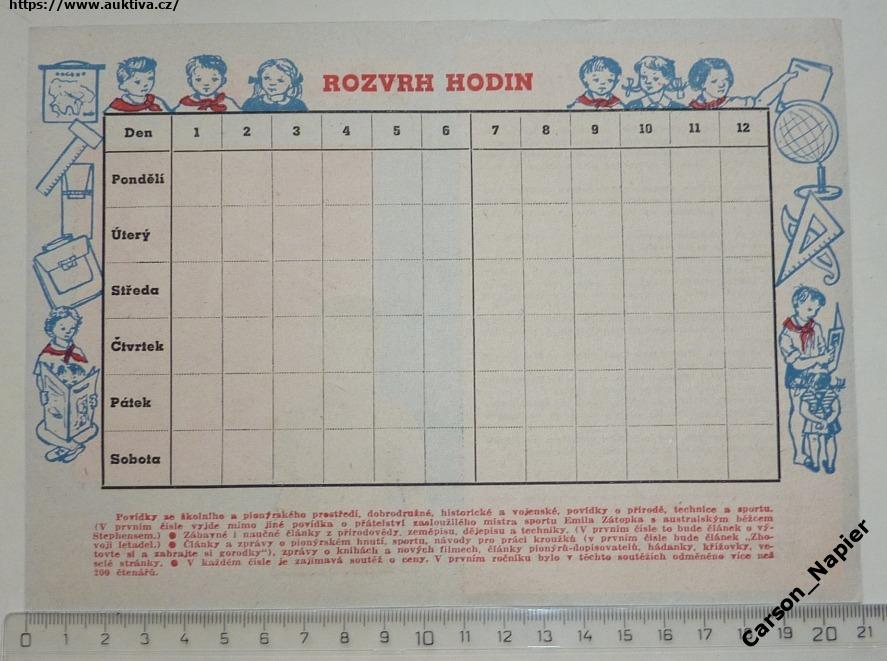 https://www.auktiva.cz/
ROZVRH HODIN
Den 1 2 3 4 5 6 7 8 9 10 11 12
Pondělí
Úterý
Středa
Čtvrtek
Pátek
Sobota
Povídky ze školního a pionýrského prostředí, dobrodružné, historické a vojenské, povídky o přírodě, technice a sportu.
(V prvním čísle vyjde mimo jiné povídka o přátelství zasloužilého mistra sportu Emila Zátopka s australským běžcem
Stephensem.) ● Zábavné i naučné články z přírodovědy, zeměpisu, dějepisu a techniky. (V prvním čísle to bude článek o vý-
voji letadel.) ● Články a zprávy o pionýrském hnutí, sportu, návody pro práci kroužků (v prvním čísle bude článek „Zho-
tovte si a zahrajte si gorodky“), zprávy o knihách a nových filmech, články pionýrů-dopisovatelů, hádanky, křížovky, ve-
selé stránky. ● V každém čísle je zajímavá soutěž o ceny. V prvním ročníku bylo v těchto soutěžích odměněno více než
200 čtenářů.
Carson_Napier
0 1 2 3 4 5 6 7 8 9 10 11 12 13 14 15 16 17 18 19 20 21